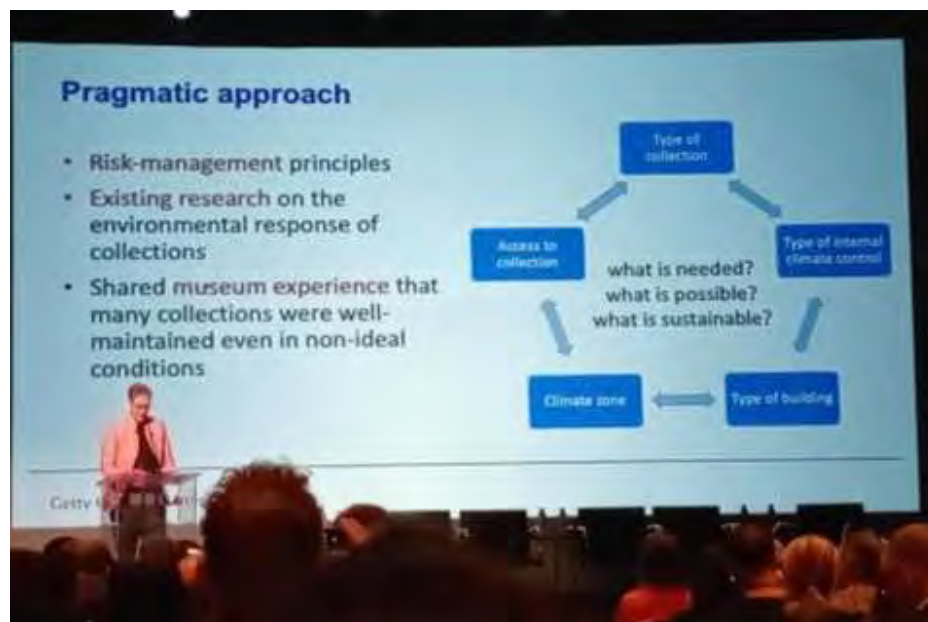 Pragmatic approach
• Risk-management principles
• Existing research on the
environmental response of
collections
• Shared museum experience that
many collections were well-
maintained even in non-ideal
conditions
Type of
collection
Access to
collection
Type of internal
climate control
what is needed?
what is possible?
what is sustainable?
Climate zone
Type of building
Getty